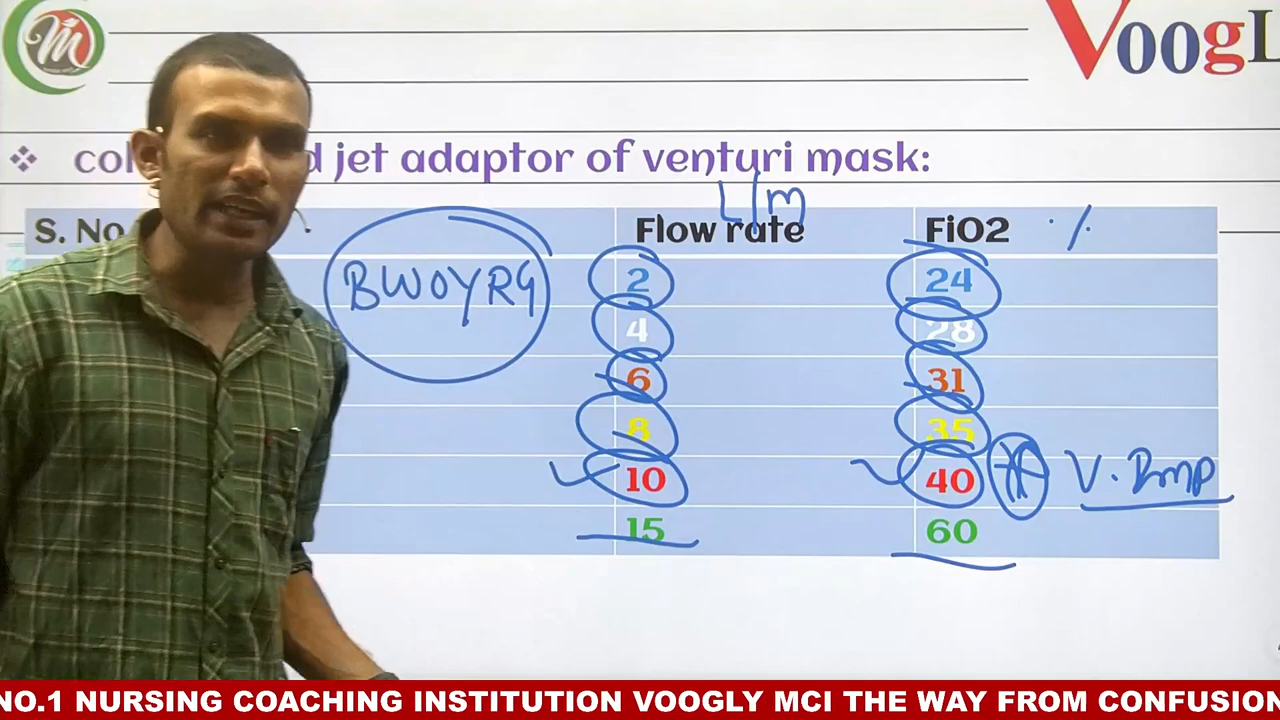 VoogL
❖ col d jet adaptor of venturi mask:
L/m
S. No. Flow rate FiO2 %
BWOYRG
2 24
4 28
6 31
8 35
10 40 V. Imp
15 60
NO.1 NURSING COACHING INSTITUTION VOOGLY MCI THE WAY FROM CONFUSION